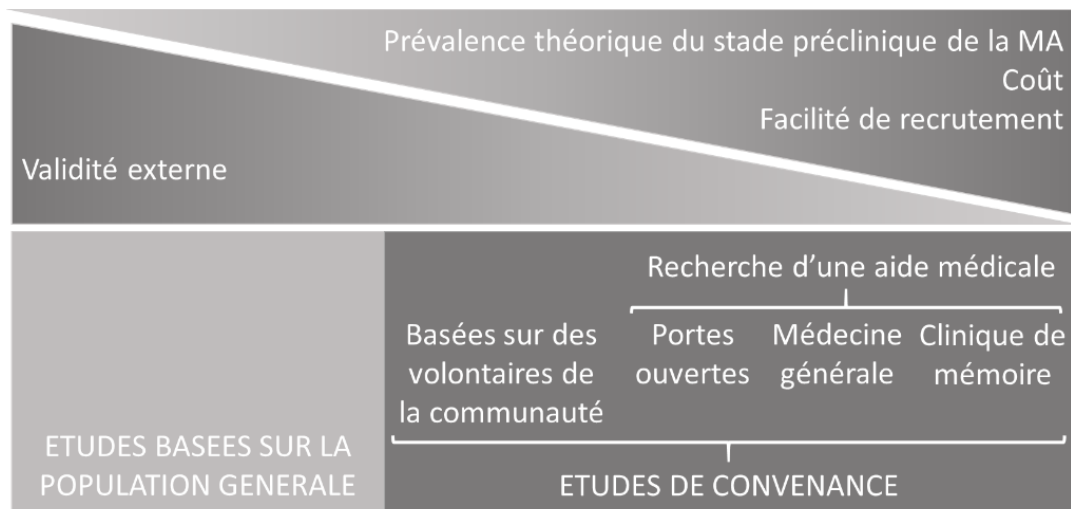 Prévalence théorique du stade préclinique de la MA
Coût
Facilité de recrutement
Validité externe
Recherche d’une aide médicale
Basées sur des
volontaires de
la communauté
Portes
ouvertes
Médecine
générale
Clinique de
mémoire
ETUDES BASEES SUR LA
POPULATION GENERALE
ETUDES DE CONVENANCE